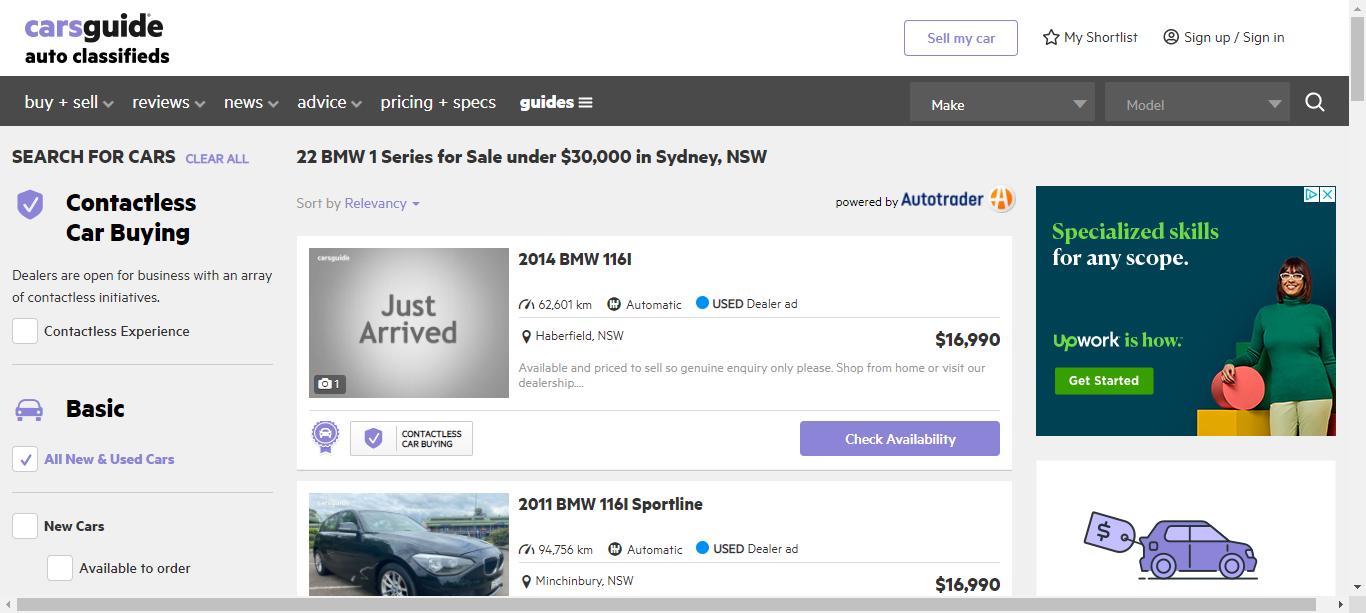 carsguide
auto classifieds
Sell my car
My Shortlist
Sign up / Sign in
buy + sell
reviews
news
advice
pricing + specs
guides
Make
Model
SEARCH FOR CARS CLEAR ALL
Contactless
Car Buying
Dealers are open for business with an array
of contactless initiatives.
Contactless Experience
Basic
All New & Used Cars
New Cars
Available to order
22 BMW 1 Series for Sale under $30,000 in Sydney, NSW
Sort by Relevancy
powered by Autotrader
carsguide
Just
Arrived
1
2014 BMW 116I
62,601 km
Automatic
USED Dealer ad
Haberfield, NSW
$16,990
Available and priced to sell so genuine enquiry only please. Shop from home or visit our
dealership....
CONTACTLESS
CAR BUYING
Check Availability
carsguide
2011 BMW 116I Sportline
94,756 km
Automatic
USED Dealer ad
Minchinbury, NSW
$16,990
Specialized skills
for any scope.
Upwork is how.
Get Started
$